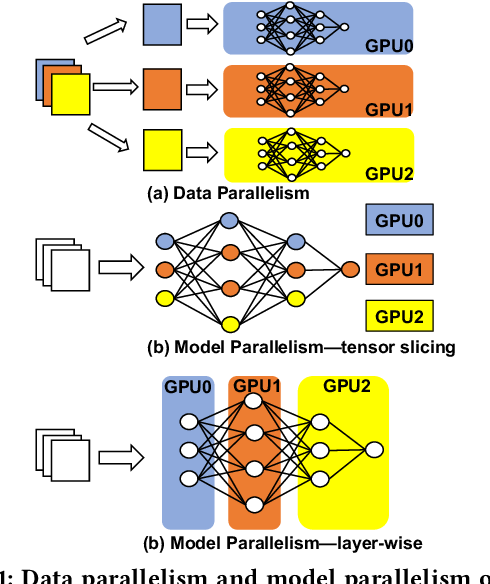 GPU0
GPU1
GPU2
(a) Data Parallelism
GPU0
GPU1
GPU2
(b) Model Parallelism—tensor slicing
GPU0 GPU1 GPU2
(b) Model Parallelism—layer-wise
1: Data parallelism and model parallelism o